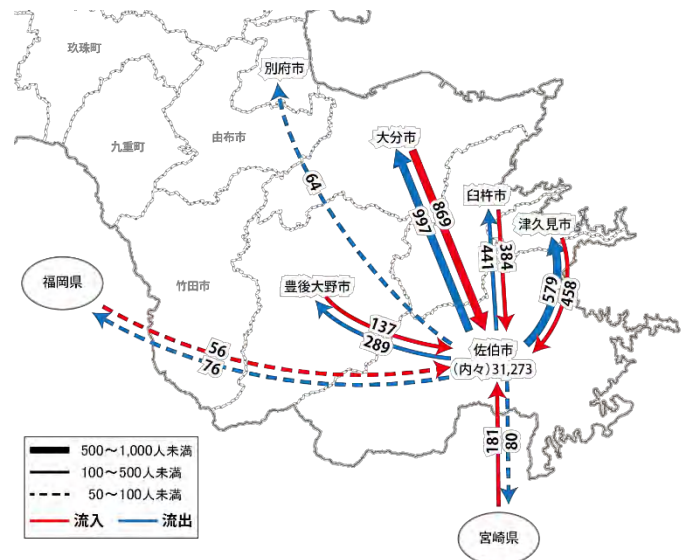 玖珠町
別府市
九重町
由布市
大分市
臼杵市
津久見市
64
997
869
441
384
579
458
福岡県
竹田市
豊後大野市
137
289
56
76
佐伯市
(内々)31,273
181
80
宮崎県
500〜1,000人未満
100〜500人未満
50〜100人未満
流入 流出